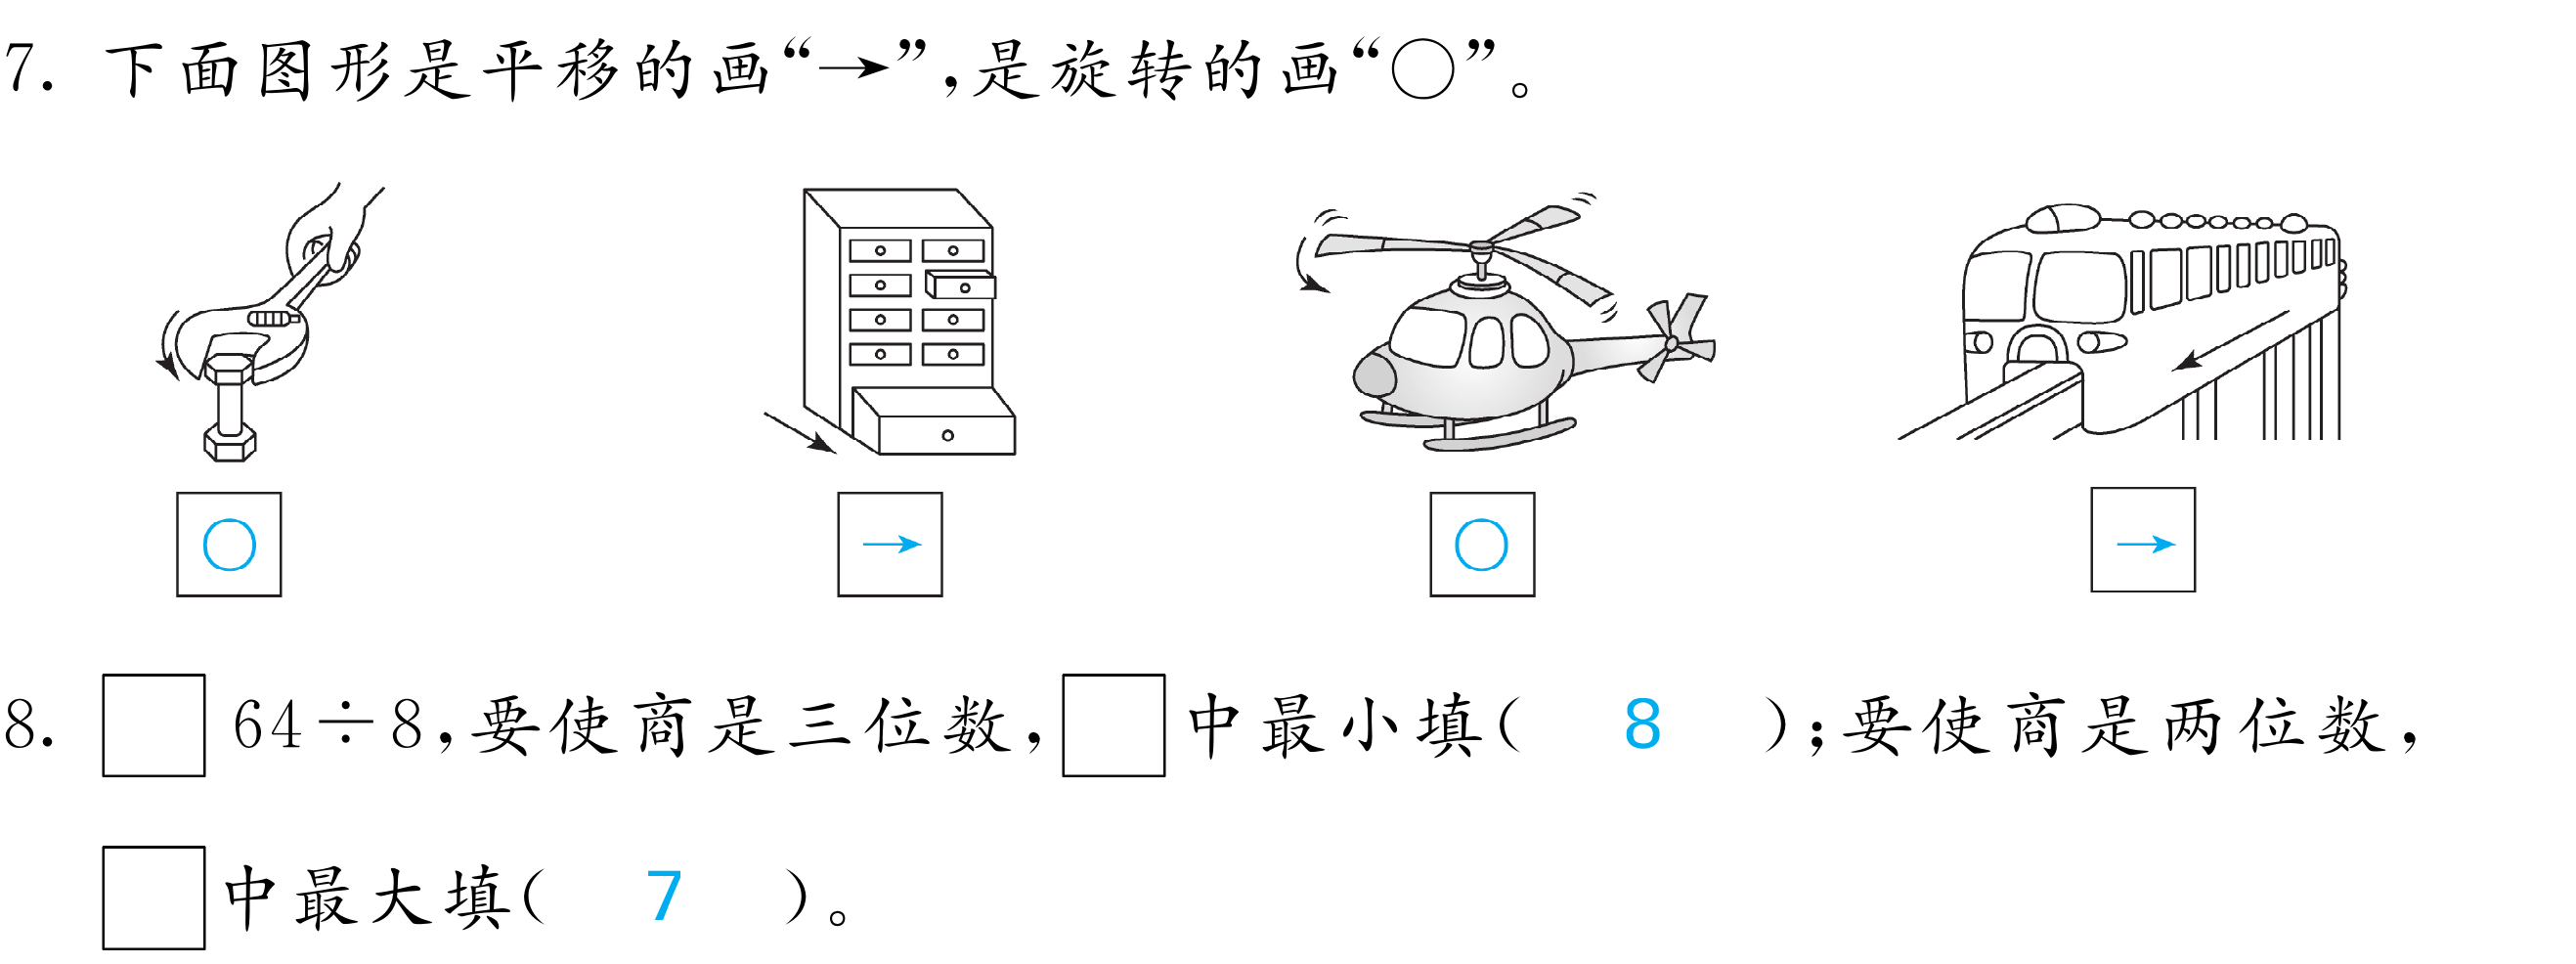 7. 下面图形是平移的画“→”,是旋转的画“○”。
○ → ○ →
8. □64÷8,要使商是三位数,□中最小填( 8 );要使商是两位数,
□中最大填( 7 )。